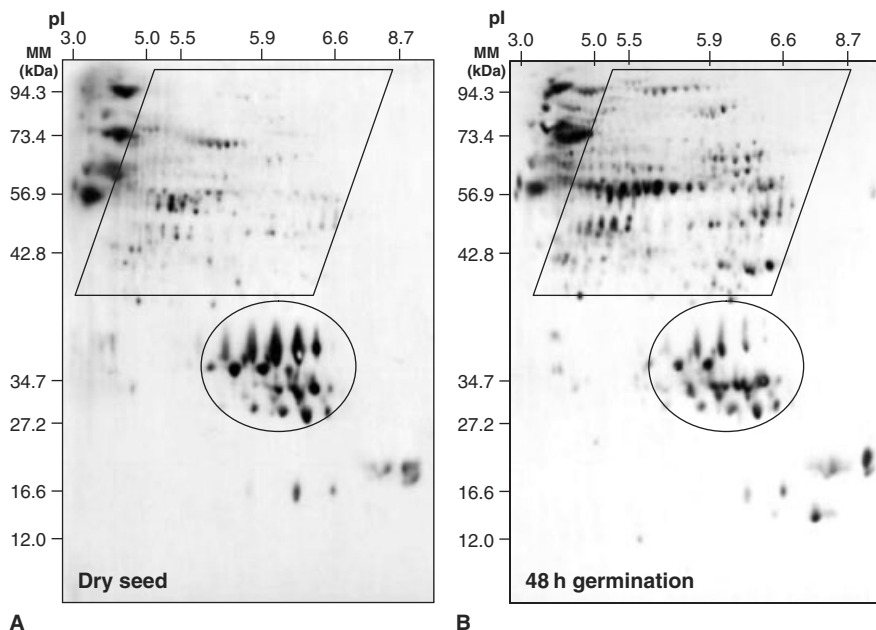 pI
3.0 5.0 5.5 5.9 6.6 8.7
MM
(kDa)
94.3
73.4
56.9
42.8
34.7
27.2
16.6
12.0
Dry seed
A
pI
3.0 5.0 5.5 5.9 6.6 8.7
MM
(kDa)
94.3
73.4
56.9
42.8
34.7
27.2
16.6
12.0
48 h germination
B